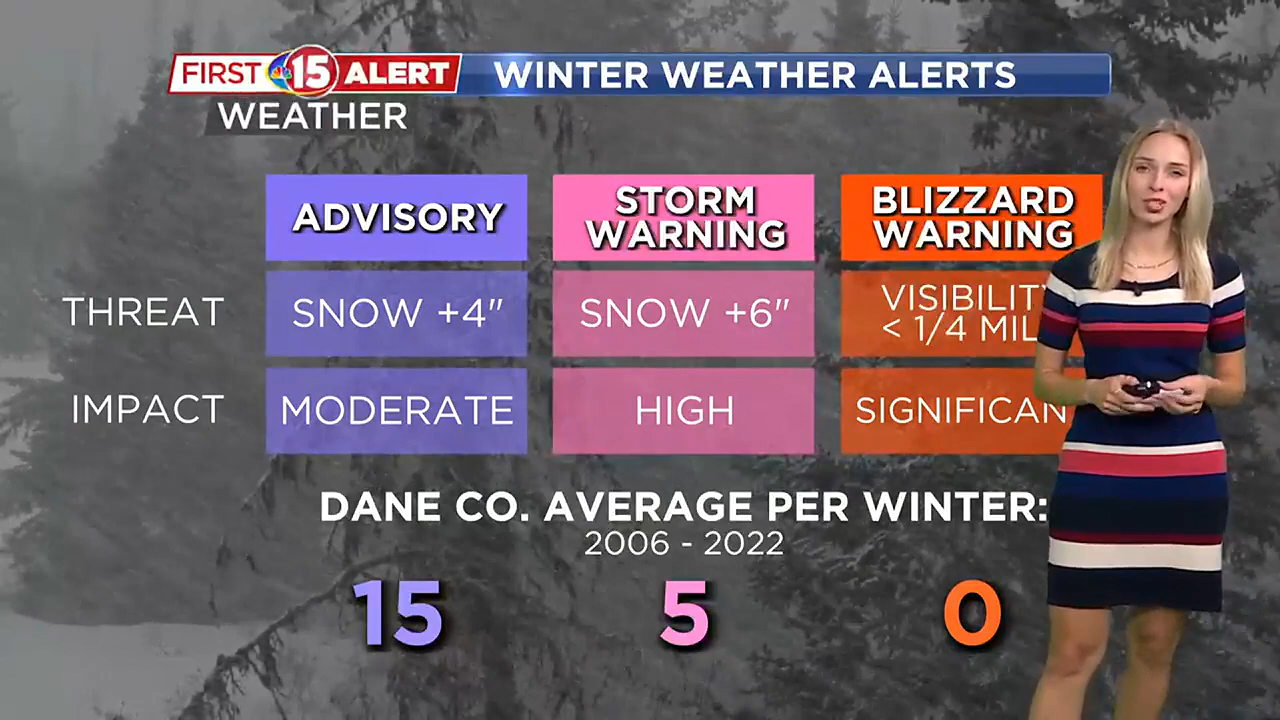 FIRST 15 ALERT
WEATHER
WINTER WEATHER ALERTS
ADVISORY
STORM
WARNING
BLIZZARD
WARNING
THREAT
SNOW +4"
SNOW +6"
VISIBILITY
< 1/4 MIL
IMPACT
MODERATE
HIGH
SIGNIFICAN
DANE CO. AVERAGE PER WINTER:
2006 - 2022
15
5
0